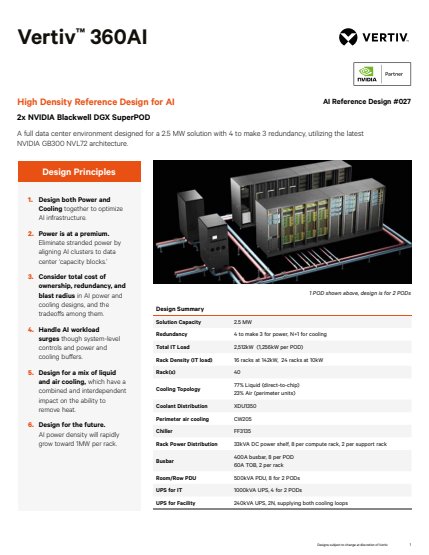 Vertiv™ 360AI
VERTIV™
NVIDIA
Partner
High Density Reference Design for AI
AI Reference Design #027
2x NVIDIA Blackwell DGX SuperPOD
A full data center environment designed for a 2.5 MW solution with 4 to make 3 redundancy, utilizing the latest
NVIDIA GB300 NVL72 architecture.
Design Principles
1. Design both Power and
Cooling together to optimize
AI infrastructure.
2. Power is at a premium.
Eliminate stranded power by
aligning AI clusters to data
center 'capacity blocks.'
3. Consider total cost of
ownership, redundancy, and
blast radius in AI power and
cooling designs, and the
tradeoffs among them.
4. Handle AI workload
surges though system-level
controls and power and
cooling buffers.
5. Design for a mix of liquid
and air cooling, which have a
combined and interdependent
impact on the ability to
remove heat.
6. Design for the future.
AI power density will rapidly
grow toward 1MW per rack.
1 POD shown above, design is for 2 PODs
Design Summary
Solution Capacity 2.5 MW
Redundancy 4 to make 3 for power, N+1 for cooling
Total IT Load 2,512kW (1,256kW per POD)
Rack Density (IT load) 16 racks at 142kW, 24 racks at 10kW
Rack(s) 40
Cooling Topology 77% Liquid (direct-to-chip)
23% Air (perimeter units)
Coolant Distribution XDU1350
Perimeter air cooling CW205
Chiller FF3135
Rack Power Distribution 33kVA DC power shelf, 8 per compute rack, 2 per support rack
Busbar 400A busbar, 8 per POD
60A TOB, 2 per rack
Room/Row PDU 500kVA PDU, 8 for 2 PODs
UPS for IT 1000kVA UPS, 4 for 2 PODs
UPS for Facility 240kVA UPS, 2N, supplying both cooling loops
Designs subject to change at discretion of Vertiv 1